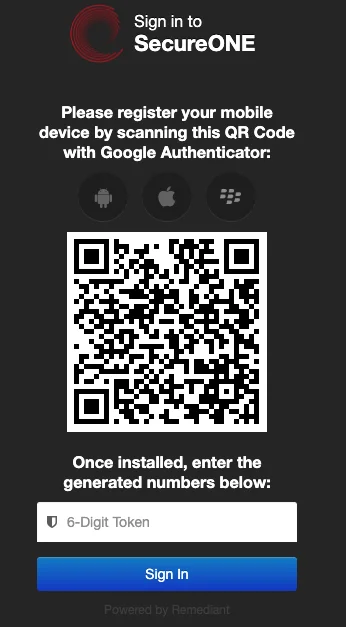 Sign in to
SecureONE
Please register your mobile
device by scanning this QR Code
with Google Authenticator:
Once installed, enter the
generated numbers below:
6-Digit Token
Sign In
Powered by Remediant